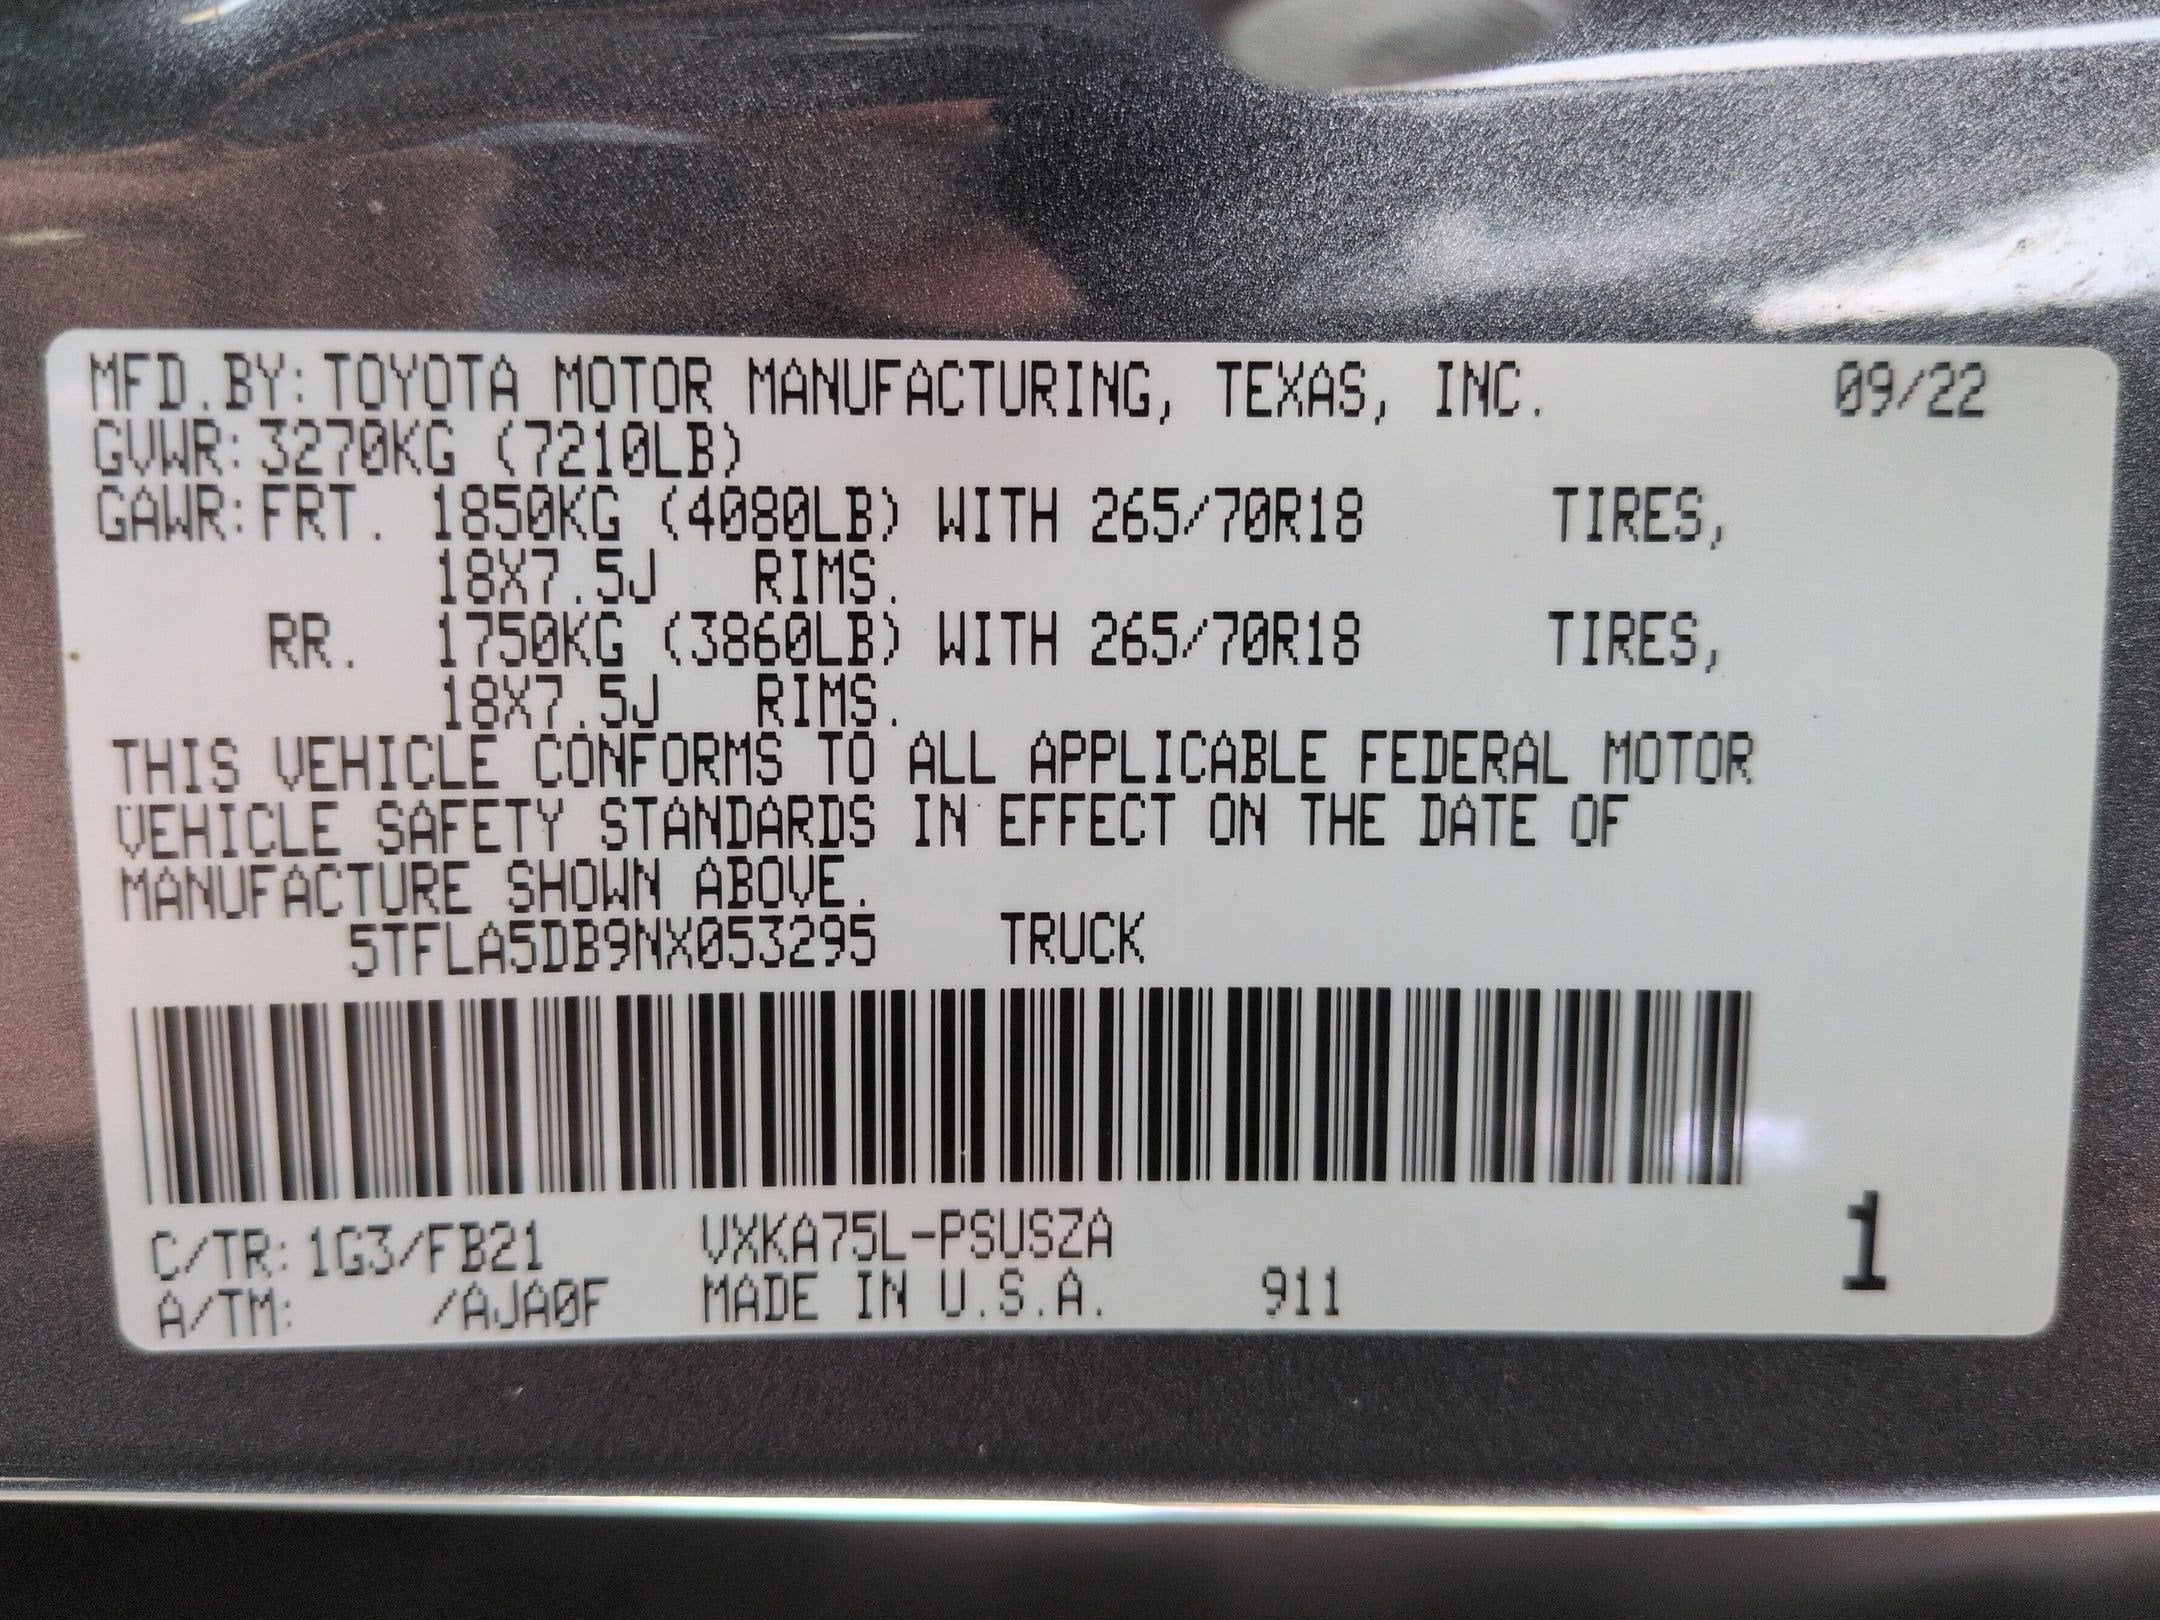 MFD.BY:TOYOTA MOTOR MANUFACTURING, TEXAS, INC. 09/22
GVWR:3270KG (7210LB)
GAWR:FRT. 1850KG (4080LB) WITH 265/70R18 TIRES,
18X7.5J RIMS.
RR. 1750KG (3860LB) WITH 265/70R18 TIRES,
18X7.5J RIMS.
THIS VEHICLE CONFORMS TO ALL APPLICABLE FEDERAL MOTOR
VEHICLE SAFETY STANDARDS IN EFFECT ON THE DATE OF
MANUFACTURE SHOWN ABOVE.
5TFLA5DB9NX053295 TRUCK
C/TR:1G3/FB21 VXKA75L-PSUSZA 1
A/TM: /AJA0F MADE IN U.S.A. 911